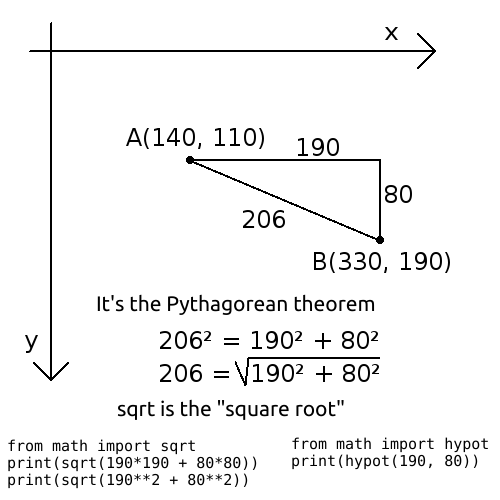 x
A(140, 110)
190
80
206
B(330, 190)
It's the Pythagorean theorem
y
206² = 190² + 80²
206 = √190² + 80²
sqrt is the "square root"
from math import sqrt
print(sqrt(190*190 + 80*80))
print(sqrt(190**2 + 80**2))
from math import hypot
print(hypot(190, 80))